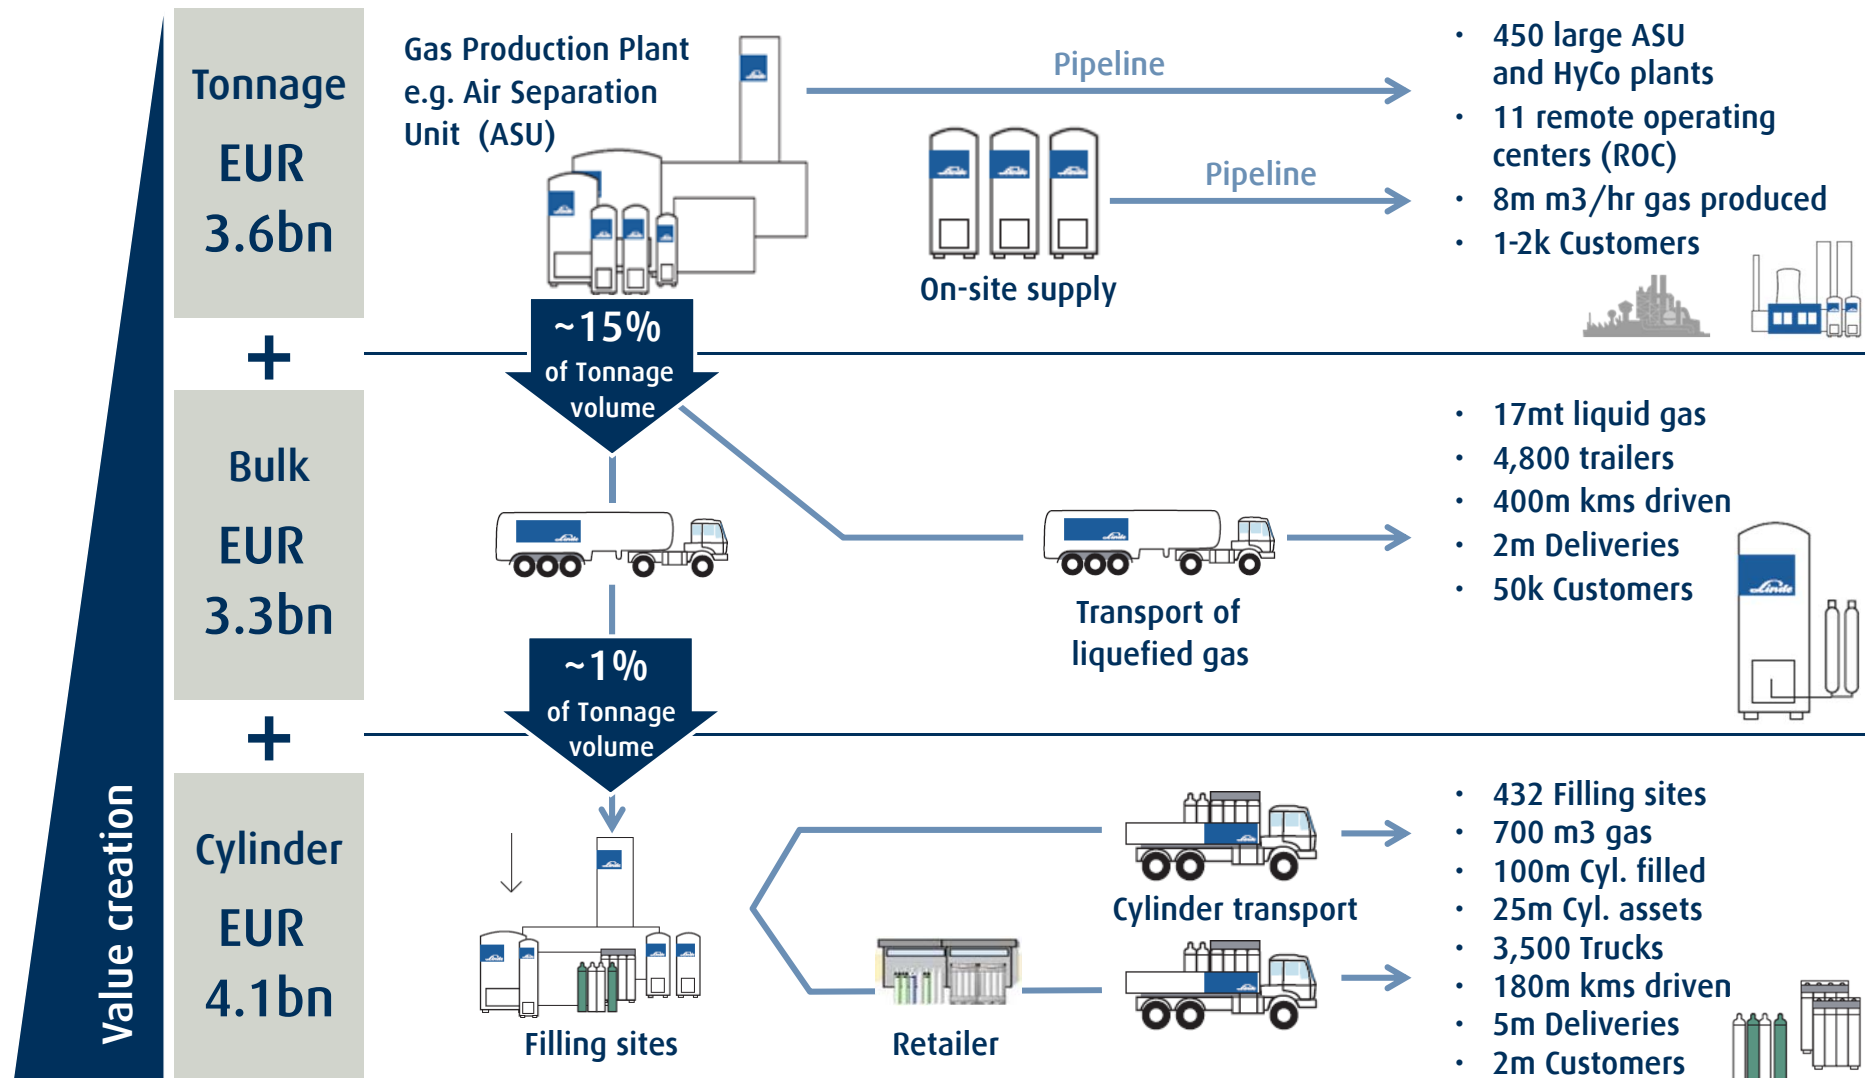 Tonnage
EUR
3.6bn
Gas Production Plant
e.g. Air Separation
Unit (ASU)
Pipeline
Pipeline
On-site supply
• 450 large ASU
and HyCo plants
• 11 remote operating
centers (ROC)
• 8m m3/hr gas produced
• 1-2k Customers
+
~15%
of Tonnage
volume
Bulk
EUR
3.3bn
Linde
Linde
Transport of
liquefied gas
• 17mt liquid gas
• 4,800 trailers
• 400m kms driven
• 2m Deliveries
• 50k Customers
Linde
+
~1%
of Tonnage
volume
Value creation
Cylinder
EUR
4.1bn
Filling sites
Retailer
Cylinder transport
• 432 Filling sites
• 700 m3 gas
• 100m Cyl. filled
• 25m Cyl. assets
• 3,500 Trucks
• 180m kms driven
• 5m Deliveries
• 2m Customers